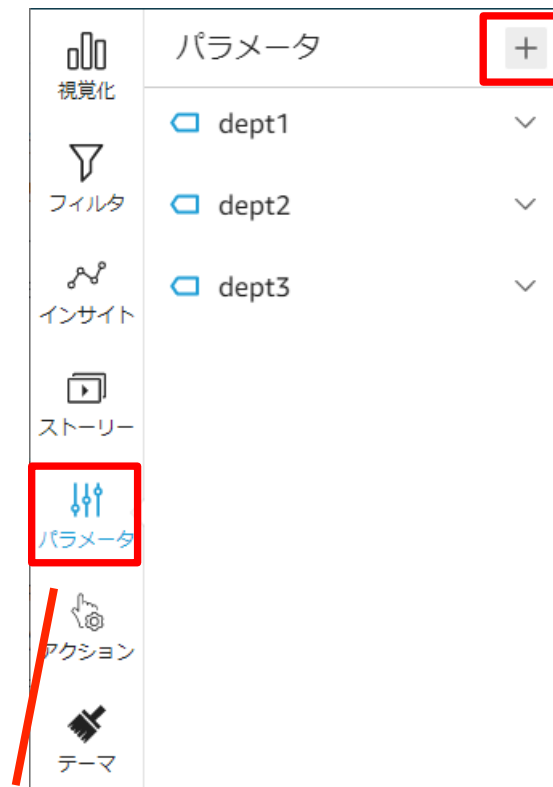 パラメータ
+
視覚化
dept1
フィルタ
dept2
インサイト
dept3
ストーリー
パラメータ
アクション
テーマ